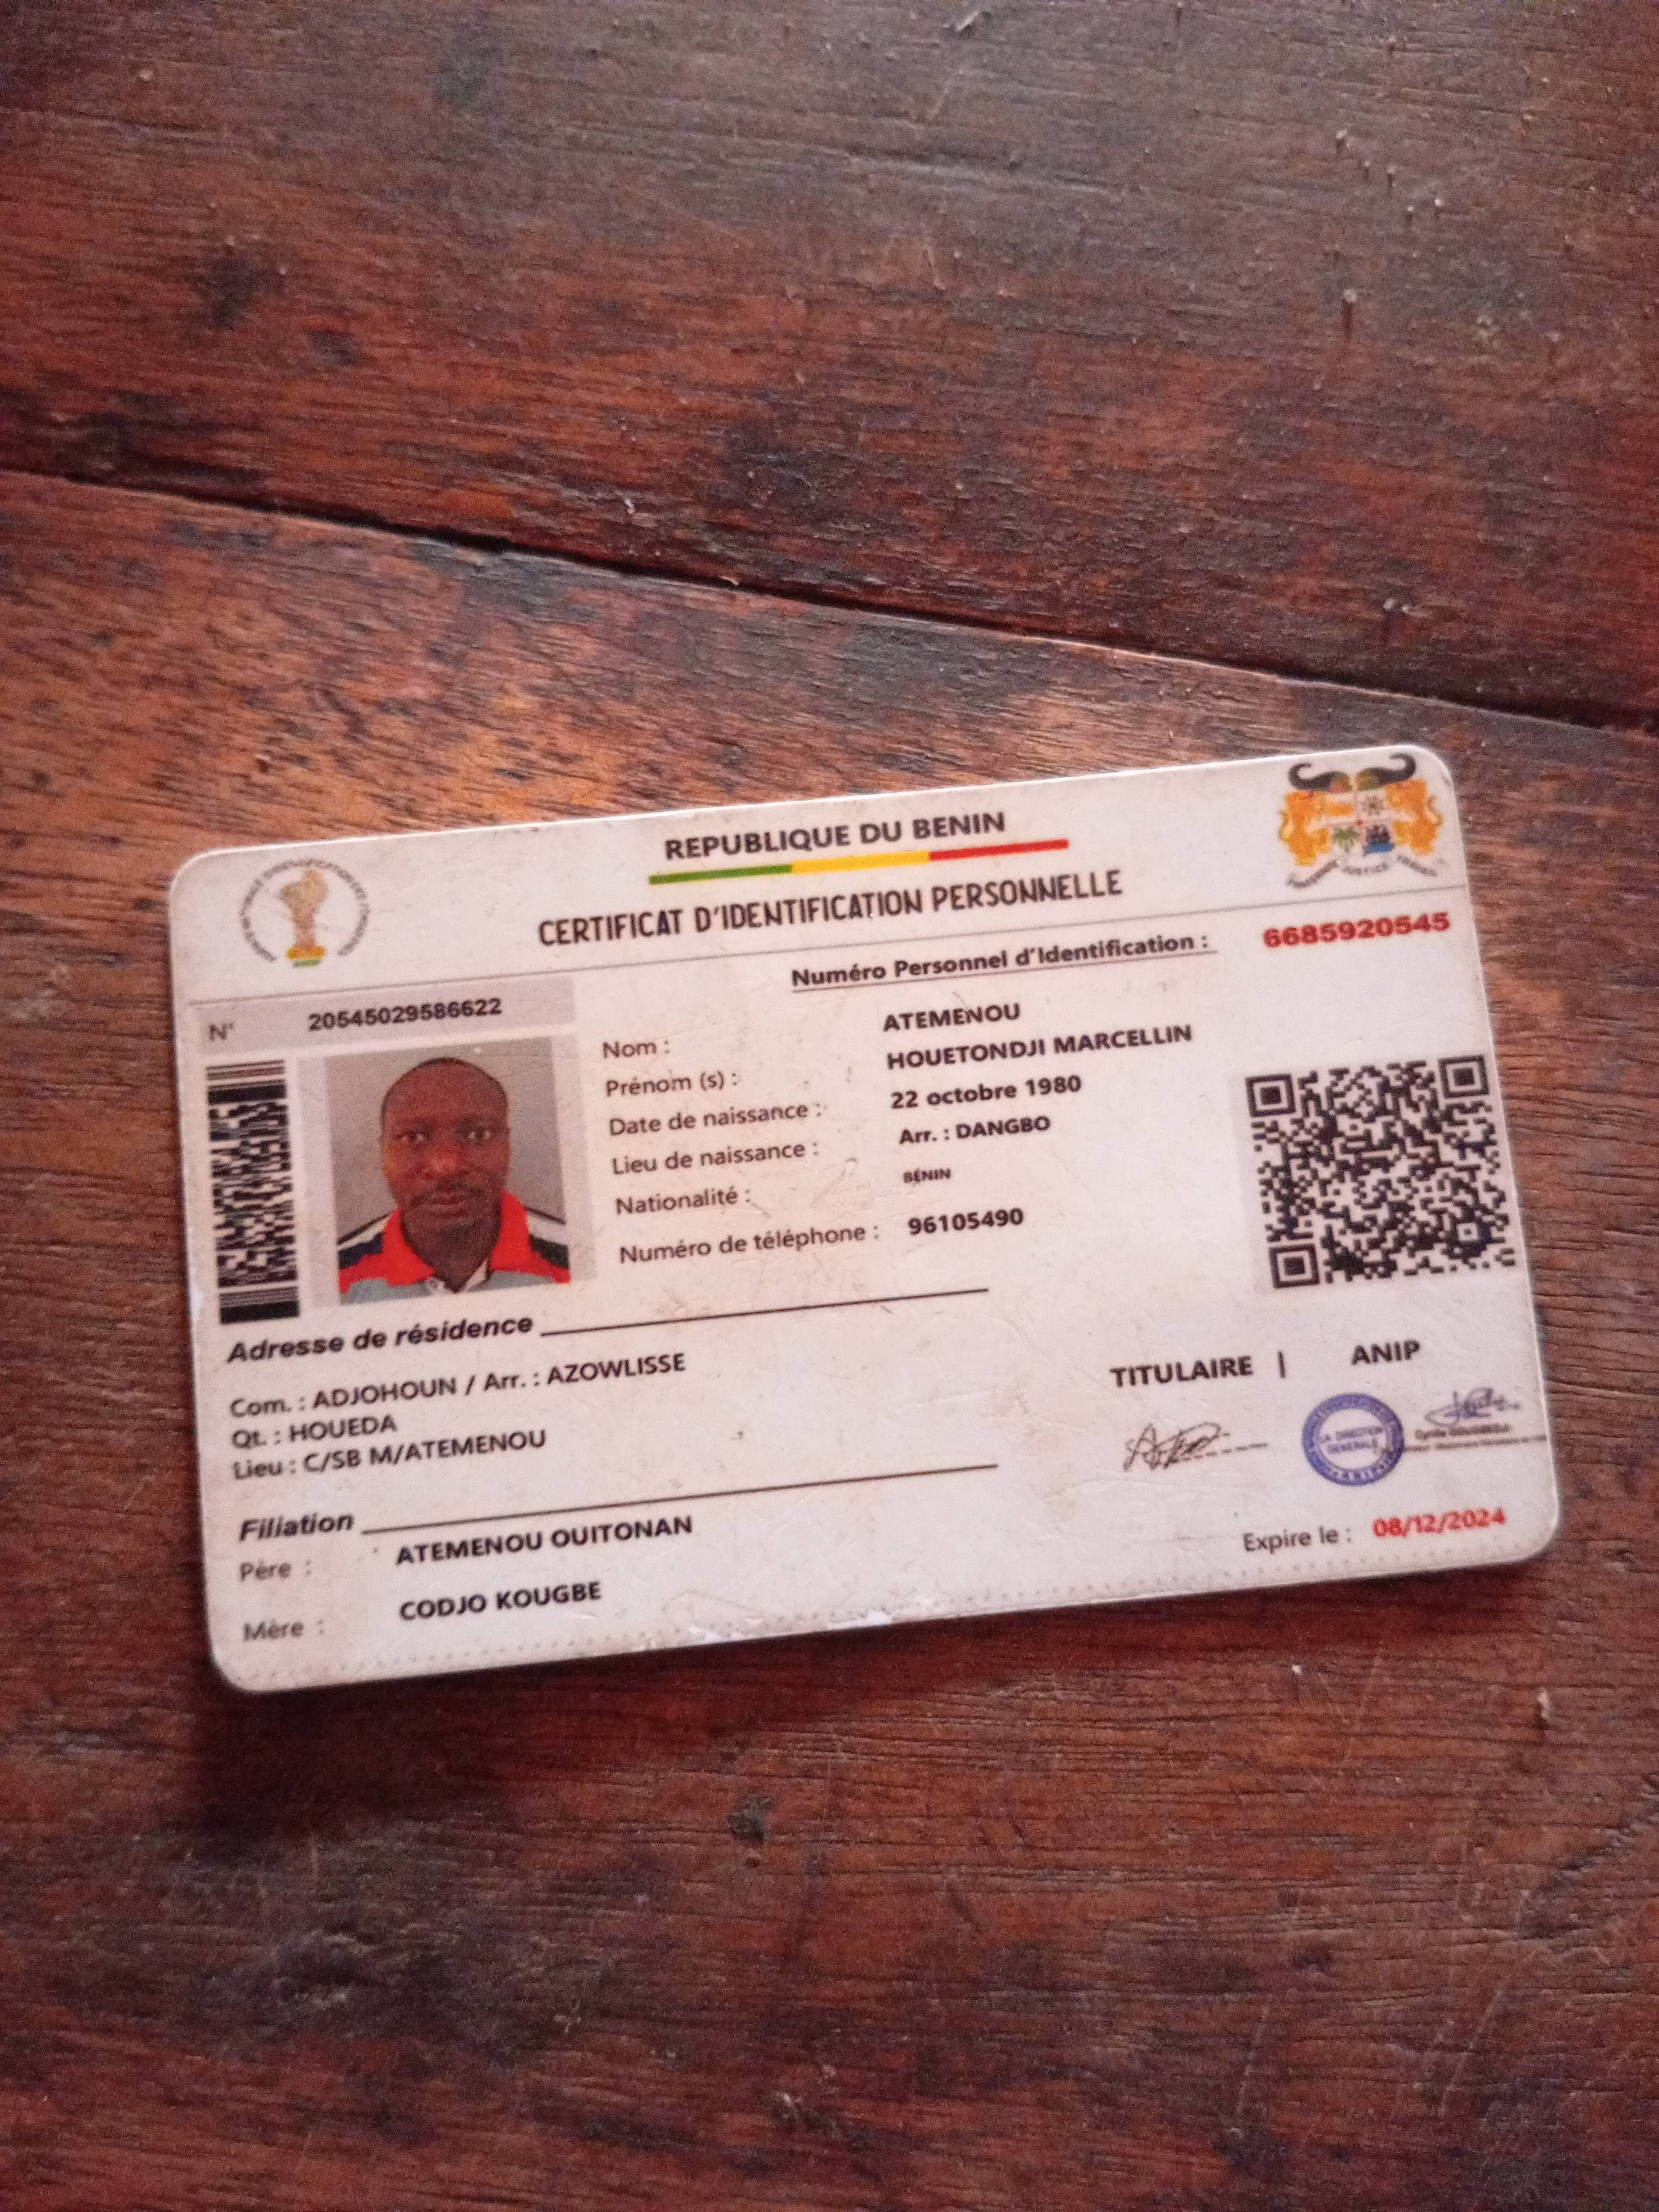 REPUBLIQUE DU BENIN
CERTIFICAT D'IDENTIFICATION PERSONNELLE
Numéro Personnel d'Identification : 6685920545
N° 20545029586622
Nom : ATEMENOU
Prénom (s) : HOUETONDJI MARCELLIN
Date de naissance : 22 octobre 1980
Lieu de naissance : Arr. : DANGBO
Nationalité : BÉNIN
Numéro de téléphone : 96105490
Adresse de résidence
Com. : ADJOHOUN / Arr. : AZOWLISSE
Qt. : HOUEDA
Lieu : C/SB M/ATEMENOU
TITULAIRE | ANIP
LA DIRECTION
GENERALE
ANIP
Filiation
Père : ATEMENOU OUITONAN
Mère : CODJO KOUGBE
Expire le : 08/12/2024